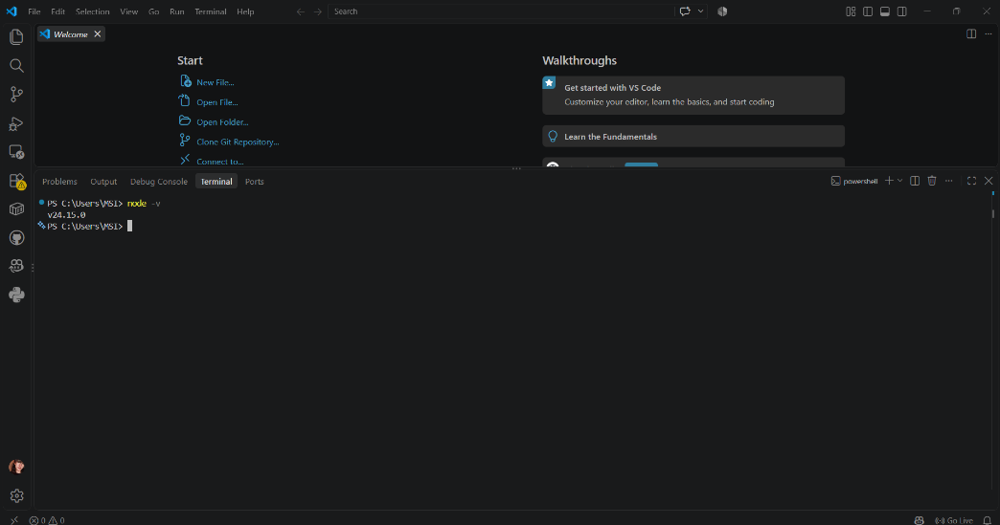 File Edit Selection View Go Run Terminal Help
Search
Welcome
Start
New File...
Open File...
Open Folder...
Clone Git Repository...
Connect to...
Walkthroughs
Get started with VS Code
Customize your editor, learn the basics, and start coding
Learn the Fundamentals
Problems Output Debug Console Terminal Ports
powershell
PS C:\Users\MSI> node -v
v24.15.0
PS C:\Users\MSI>
0 0
Go Live